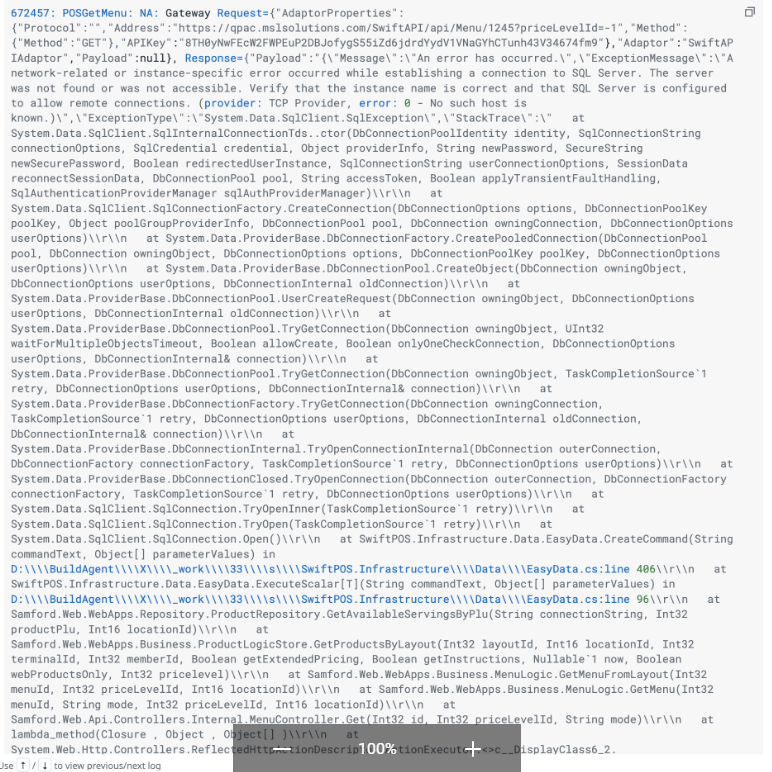 672457: POSGetMenu: NA: Gateway Request={"AdaptorProperties":
{"Protocol":"","Address":"https://qpac.mslsolutions.com/SwiftAPI/api/Menu/1245?priceLevelId=-1","Method":
{"Method":"GET"},"APIKey":"8TH0yNwFEcW2FWPEuP2DBJofygS55iZd6jdrdYydV1VNaGYhCTunh43V34674fm9"},"Adaptor":"SwiftAP
IAdaptor","Payload":null}, Response={"Payload":"{\"Message\":\"An error has occurred.\",\"ExceptionMessage\":\"A
network-related or instance-specific error occurred while establishing a connection to SQL Server. The server
was not found or was not accessible. Verify that the instance name is correct and that SQL Server is configured
to allow remote connections. (provider: TCP Provider, error: 0 - No such host is
known.)\",\"ExceptionType\":\"System.Data.SqlClient.SqlException\",\"StackTrace\":\"   at
System.Data.SqlClient.SqlInternalConnectionTds..ctor(DbConnectionPoolIdentity identity, SqlConnectionString
connectionOptions, SqlCredential credential, Object providerInfo, String newPassword, SecureString
newSecurePassword, Boolean redirectedUserInstance, SqlConnectionString userConnectionOptions, SessionData
reconnectSessionData, DbConnectionPool pool, String accessToken, Boolean applyTransientFaultHandling,
SqlAuthenticationProviderManager sqlAuthProviderManager)\\r\\n   at
System.Data.SqlClient.SqlConnectionFactory.CreateConnection(DbConnectionOptions options, DbConnectionPoolKey
poolKey, Object poolGroupProviderInfo, DbConnectionPool pool, DbConnection owningConnection, DbConnectionOptions
userOptions)\\r\\n   at System.Data.ProviderBase.DbConnectionFactory.CreatePooledConnection(DbConnectionPool
pool, DbConnection owningObject, DbConnectionOptions options, DbConnectionPoolKey poolKey, DbConnectionOptions
userOptions)\\r\\n   at System.Data.ProviderBase.DbConnectionPool.CreateObject(DbConnection owningObject,
DbConnectionOptions userOptions, DbConnectionInternal oldConnection)\\r\\n   at
System.Data.ProviderBase.DbConnectionPool.UserCreateRequest(DbConnection owningObject, DbConnectionOptions
userOptions, DbConnectionInternal oldConnection)\\r\\n   at
System.Data.ProviderBase.DbConnectionPool.TryGetConnection(DbConnection owningObject, UInt32
waitForMultipleObjectsTimeout, Boolean allowCreate, Boolean onlyOneCheckConnection, DbConnectionOptions
userOptions, DbConnectionInternal& connection)\\r\\n   at
System.Data.ProviderBase.DbConnectionPool.TryGetConnection(DbConnection owningObject, TaskCompletionSource`1
retry, DbConnectionOptions userOptions, DbConnectionInternal& connection)\\r\\n   at
System.Data.ProviderBase.DbConnectionFactory.TryGetConnection(DbConnection owningConnection,
TaskCompletionSource`1 retry, DbConnectionOptions userOptions, DbConnectionInternal oldConnection,
DbConnectionInternal& connection)\\r\\n   at
System.Data.ProviderBase.DbConnectionInternal.TryOpenConnectionInternal(DbConnection outerConnection,
DbConnectionFactory connectionFactory, TaskCompletionSource`1 retry, DbConnectionOptions userOptions)\\r\\n   at
System.Data.ProviderBase.DbConnectionClosed.TryOpenConnection(DbConnection outerConnection, DbConnectionFactory
connectionFactory, TaskCompletionSource`1 retry, DbConnectionOptions userOptions)\\r\\n   at
System.Data.SqlClient.SqlConnection.TryOpenInner(TaskCompletionSource`1 retry)\\r\\n   at
System.Data.SqlClient.SqlConnection.TryOpen(TaskCompletionSource`1 retry)\\r\\n   at
System.Data.SqlClient.SqlConnection.Open()\\r\\n   at SwiftPOS.Infrastructure.Data.EasyData.CreateCommand(String
commandText, Object[] parameterValues) in
D:\\\\BuildAgent\\\\X\\\\_work\\\\33\\\\s\\\\SwiftPOS.Infrastructure\\\\Data\\\\EasyData.cs:line 406\\r\\n   at
SwiftPOS.Infrastructure.Data.EasyData.ExecuteScalar[T](String commandText, Object[] parameterValues) in
D:\\\\BuildAgent\\\\X\\\\_work\\\\33\\\\s\\\\SwiftPOS.Infrastructure\\\\Data\\\\EasyData.cs:line 96\\r\\n   at
Samford.Web.WebApps.Repository.ProductRepository.GetAvailableServingsByPlu(String connectionString, Int32
productPlu, Int16 locationId)\\r\\n   at
Samford.Web.WebApps.Business.ProductLogicStore.GetProductsByLayout(Int32 layoutId, Int16 locationId, Int32
terminalId, Int32 memberId, Boolean getExtendedPricing, Boolean getInstructions, Nullable`1 now, Boolean
webProductsOnly, Int32 pricelevel)\\r\\n   at Samford.Web.WebApps.Business.MenuLogic.GetMenuFromLayout(Int32
menuId, Int32 priceLevelId, Int16 locationId)\\r\\n   at Samford.Web.WebApps.Business.MenuLogic.GetMenu(Int32
menuId, String mode, Int32 priceLevelId, Int16 locationId)\\r\\n   at
Samford.Web.Api.Controllers.Internal.MenuController.Get(Int32 id, Int32 priceLevelId, String mode)\\r\\n   at
lambda_method(Closure , Object , Object[] )\\r\\n   at
System.Web.Http.Controllers.ReflectedHttpActionDescrip ctionExecutor.<>c__DisplayClass6_2.
— 100% +
Use ↑ / ↓ to view previous/next log